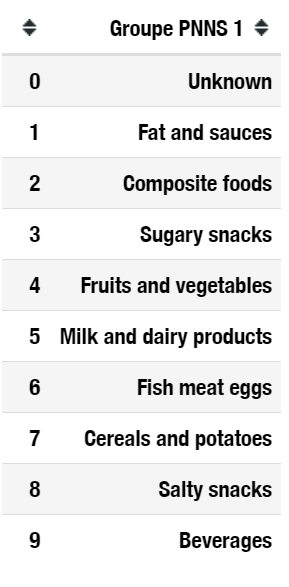 Groupe PNNS 1
0 Unknown
1 Fat and sauces
2 Composite foods
3 Sugary snacks
4 Fruits and vegetables
5 Milk and dairy products
6 Fish meat eggs
7 Cereals and potatoes
8 Salty snacks
9 Beverages